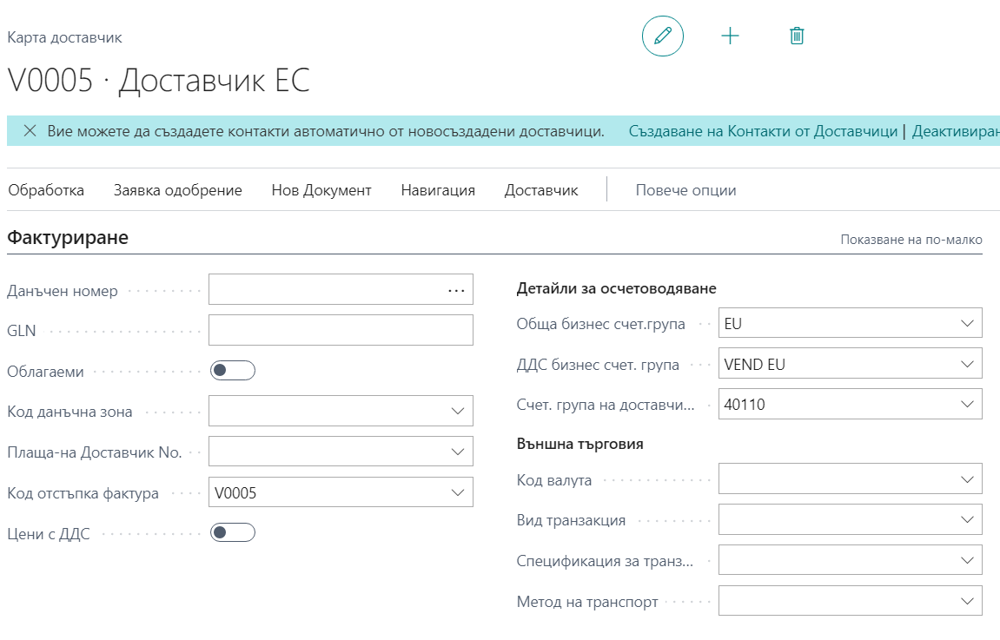 Карта доставчик
V0005 · Доставчик ЕС
Вие можете да създадете контакти автоматично от новосъздадени доставчици. Създаване на Контакти от Доставчици | Деактивиран
Обработка Заявка одобрение Нов Документ Навигация Доставчик Повече опции
Фактуриране Показване на по-малко
Данъчен номер
GLN
Облагаеми
Код данъчна зона
Плаща-на Доставчик No.
Код отстъпка фактура V0005
Цени с ДДС
Детайли за осчетоводяване
Обща бизнес счет.група EU
ДДС бизнес счет. група VEND EU
Счет. група на доставчи... 40110
Външна търговия
Код валута
Вид транзакция
Спецификация за транз...
Метод на транспорт